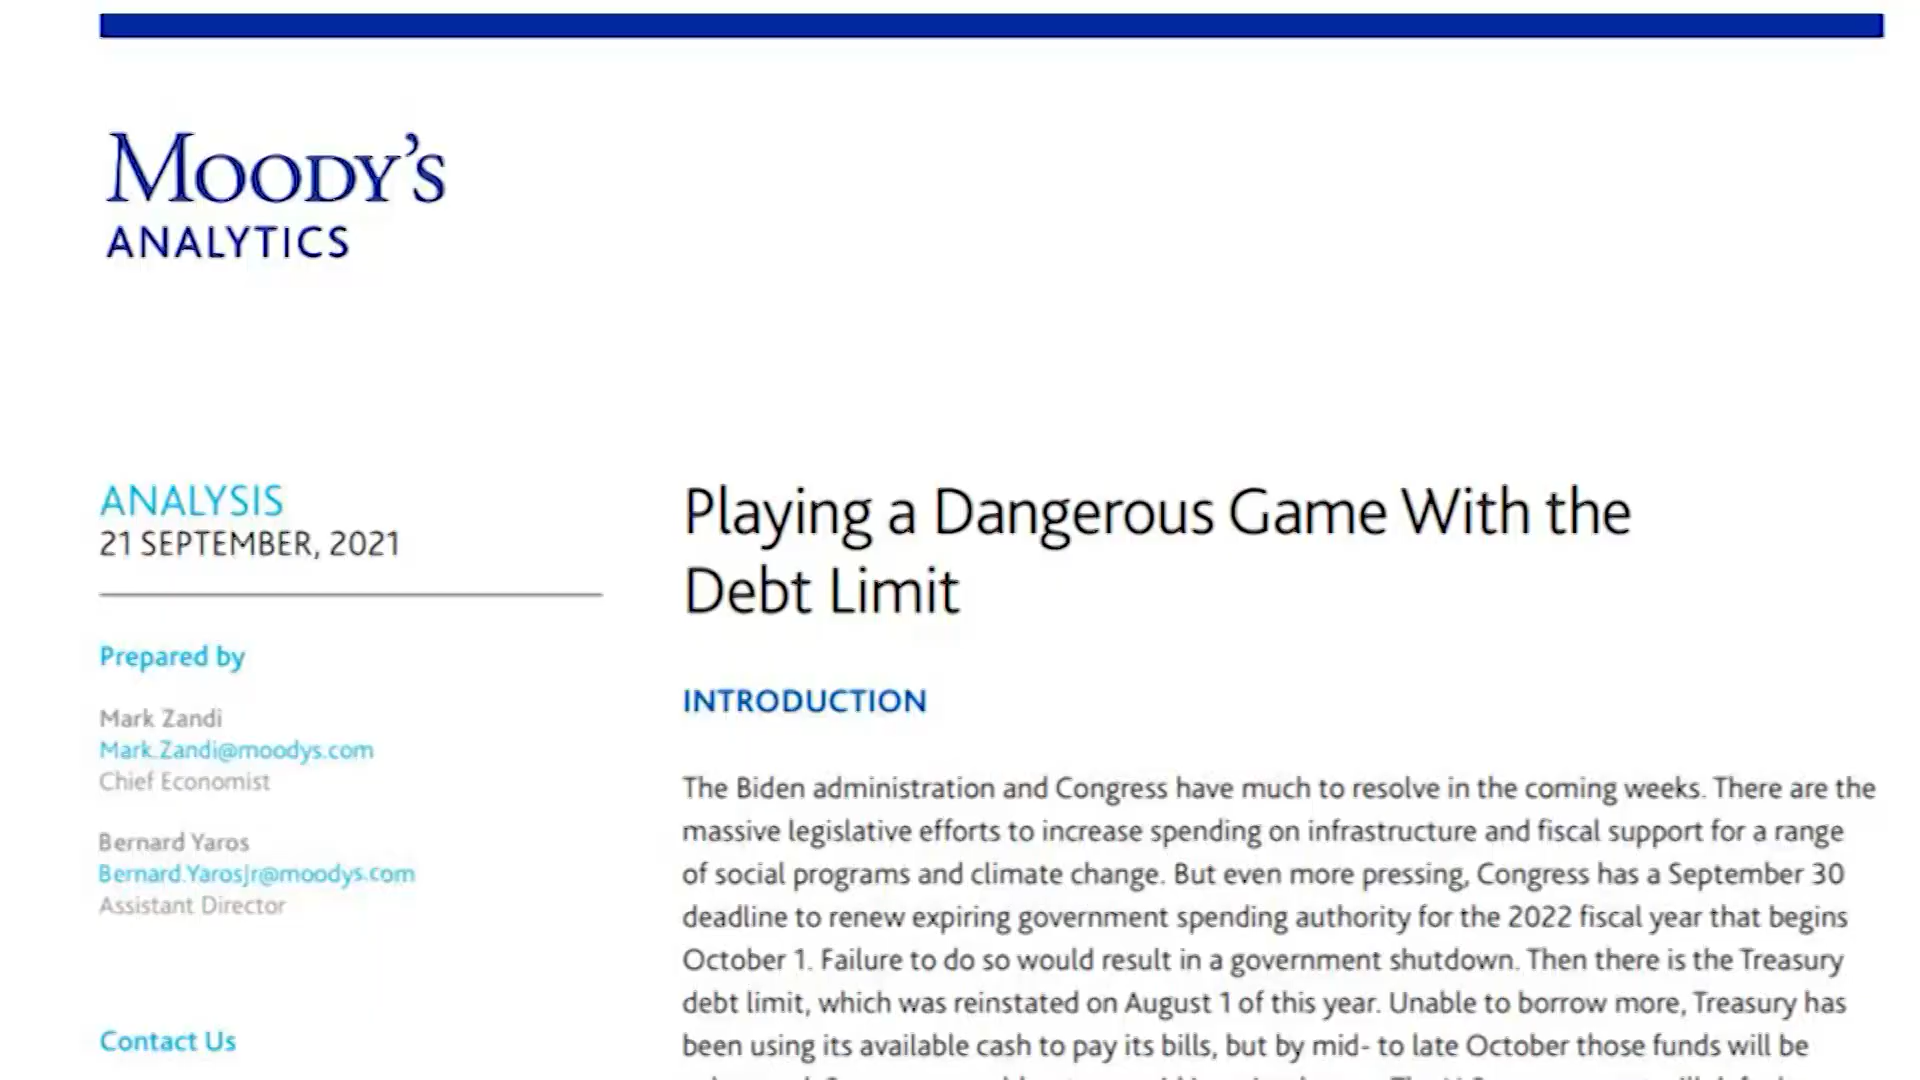 MOODY'S
ANALYTICS
ANALYSIS
21 SEPTEMBER, 2021
Prepared by
Mark Zandi
Mark.Zandi@moodys.com
Chief Economist
Bernard Yaros
Bernard.YarosJr@moodys.com
Assistant Director
Contact Us
Playing a Dangerous Game With the
Debt Limit
INTRODUCTION
The Biden administration and Congress have much to resolve in the coming weeks. There are the
massive legislative efforts to increase spending on infrastructure and fiscal support for a range
of social programs and climate change. But even more pressing, Congress has a September 30
deadline to renew expiring government spending authority for the 2022 fiscal year that begins
October 1. Failure to do so would result in a government shutdown. Then there is the Treasury
debt limit, which was reinstated on August 1 of this year. Unable to borrow more, Treasury has
been using its available cash to pay its bills, but by mid- to late October those funds will be